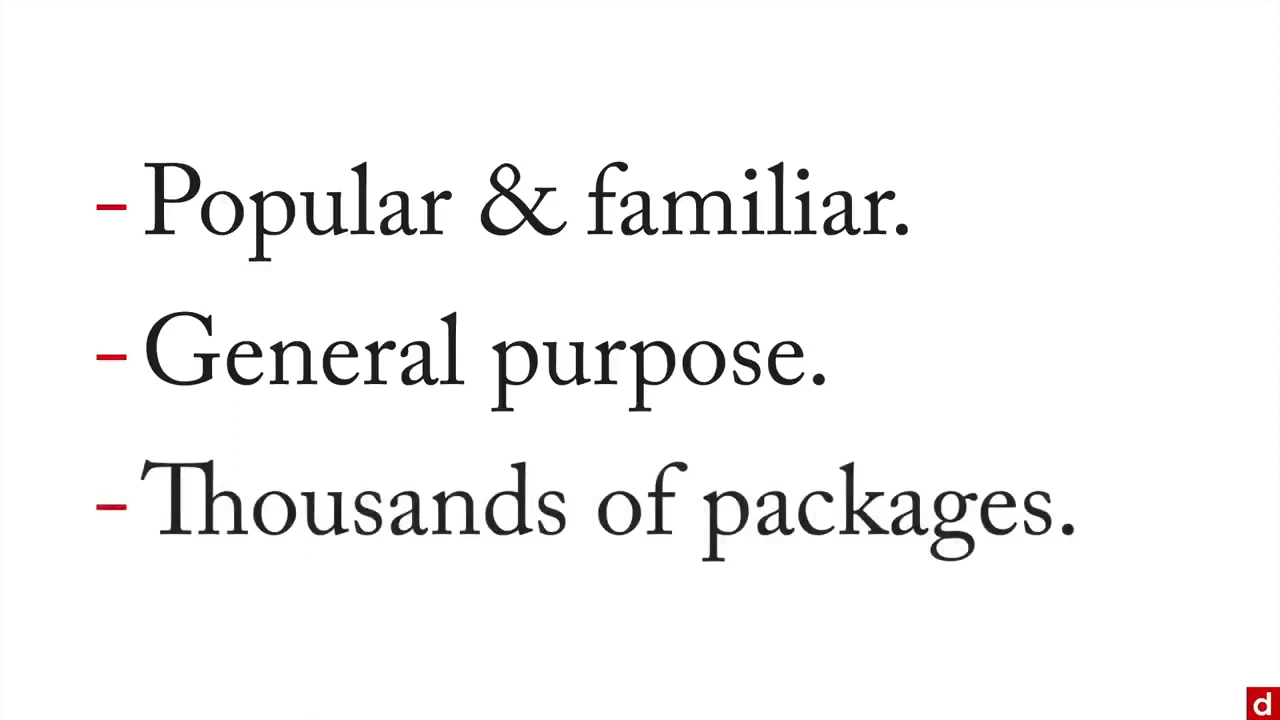 - Popular & familiar.
- General purpose.
- Thousands of packages.
d